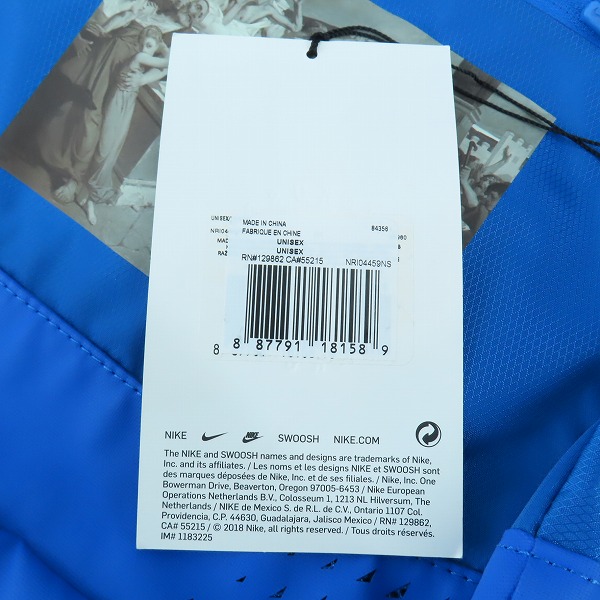 UNISEX/
MADE IN CHINA
84356
NRI04
FABRIQUE EN CHINE
960
UNISEX
UNISEX
RN#129862 CA#55215
NRI04459NS
8 87791 18158 9
NIKE SWOOSH NIKE.COM
The NIKE and SWOOSH names and designs are trademarks of Nike,
Inc. and its affiliates. / Les noms et les designs NIKE et SWOOSH sont
des marques déposées de Nike, Inc. et de ses filiales. / Nike, Inc. One
Bowerman Drive, Beaverton, Oregon 97005-6453 / Nike European
Operations Netherlands B.V., Colosseum 1, 1213 NL Hilversum, The
Netherlands / NIKE de Mexico S. de R.L. de C.V. Ontario 1107 Col.
Providencia, C.P. 44630, Guadalajara, Jalisco Mexico / RN# 129862,
CA# 55215 / © 2018 Nike, Inc. All Rights Reserved. / Tous droits réservés.
IM# 1183225